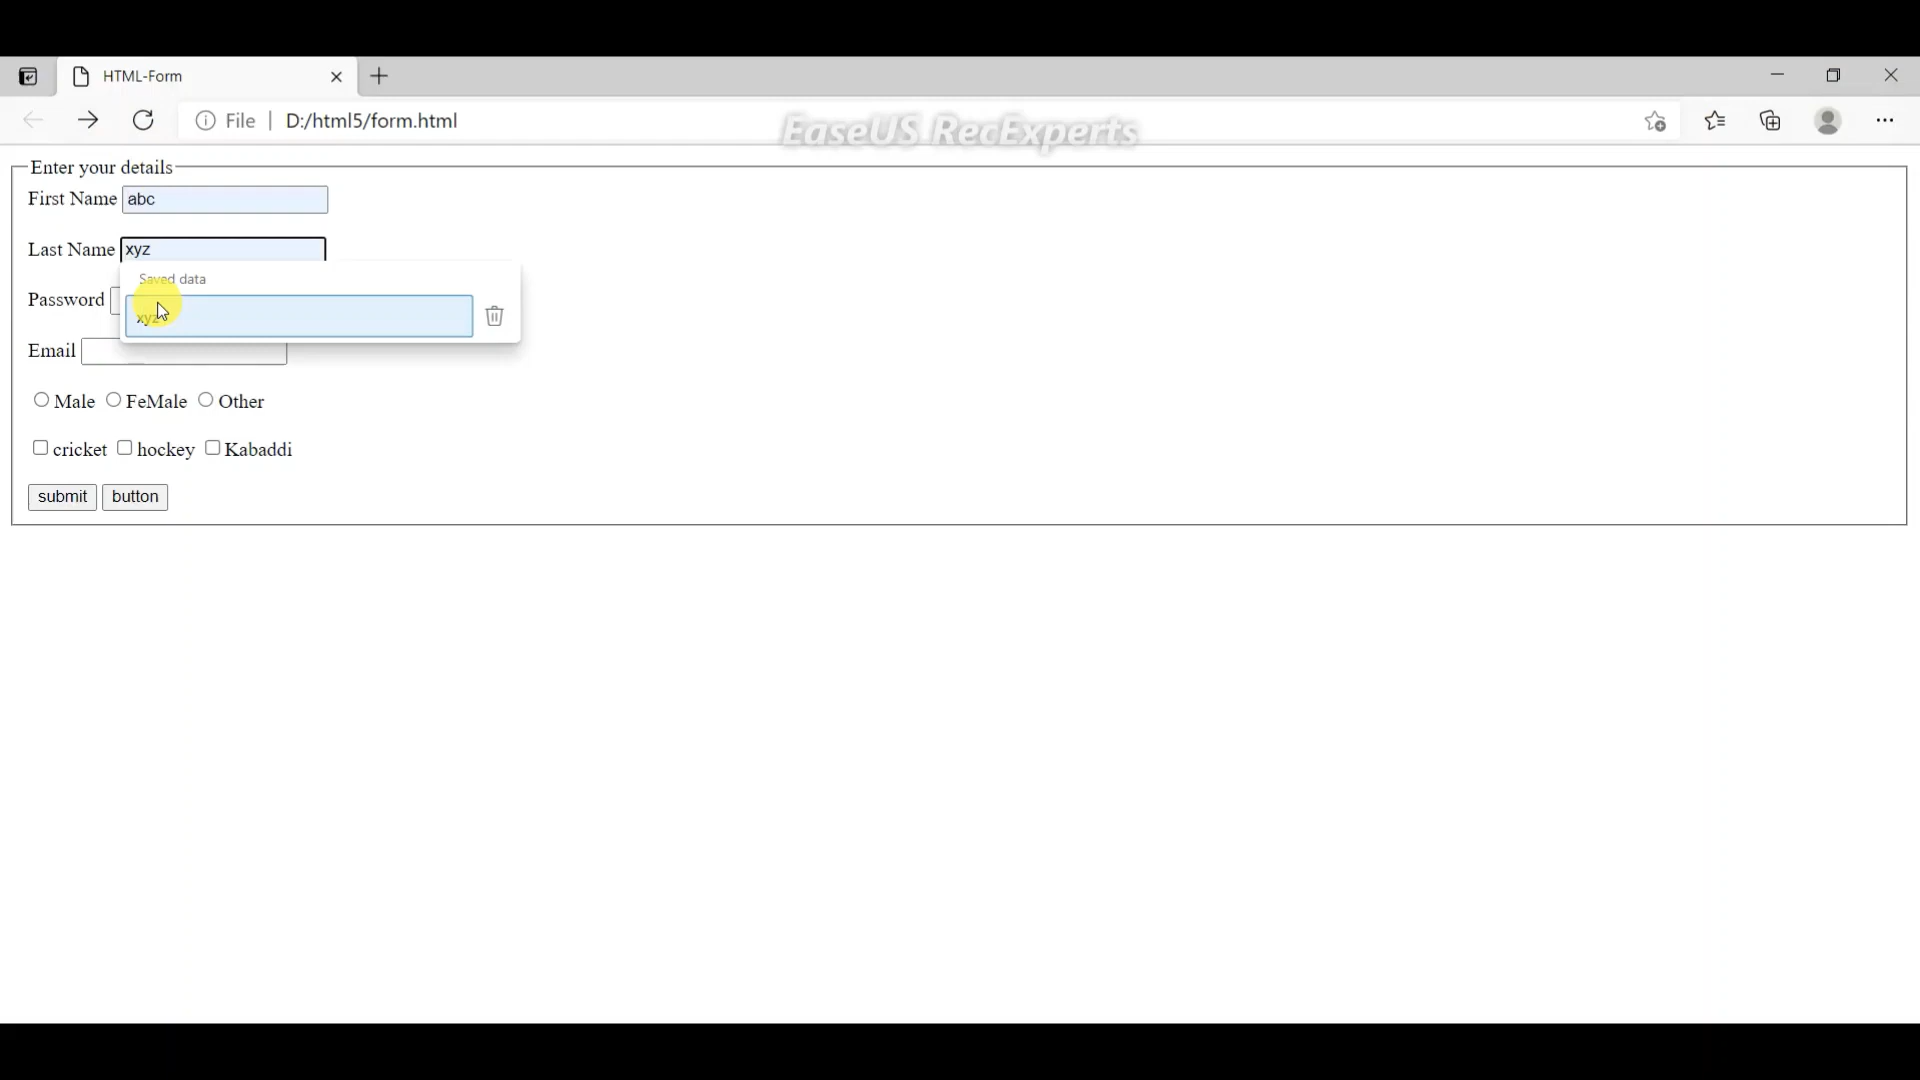 HTML-Form
File | D:/html5/form.html
EaseUS RecExperts
Enter your details
First Name abc
Last Name xyz
Saved data
Password
xyz
Email
Male FeMale Other
cricket hockey Kabaddi
submit button